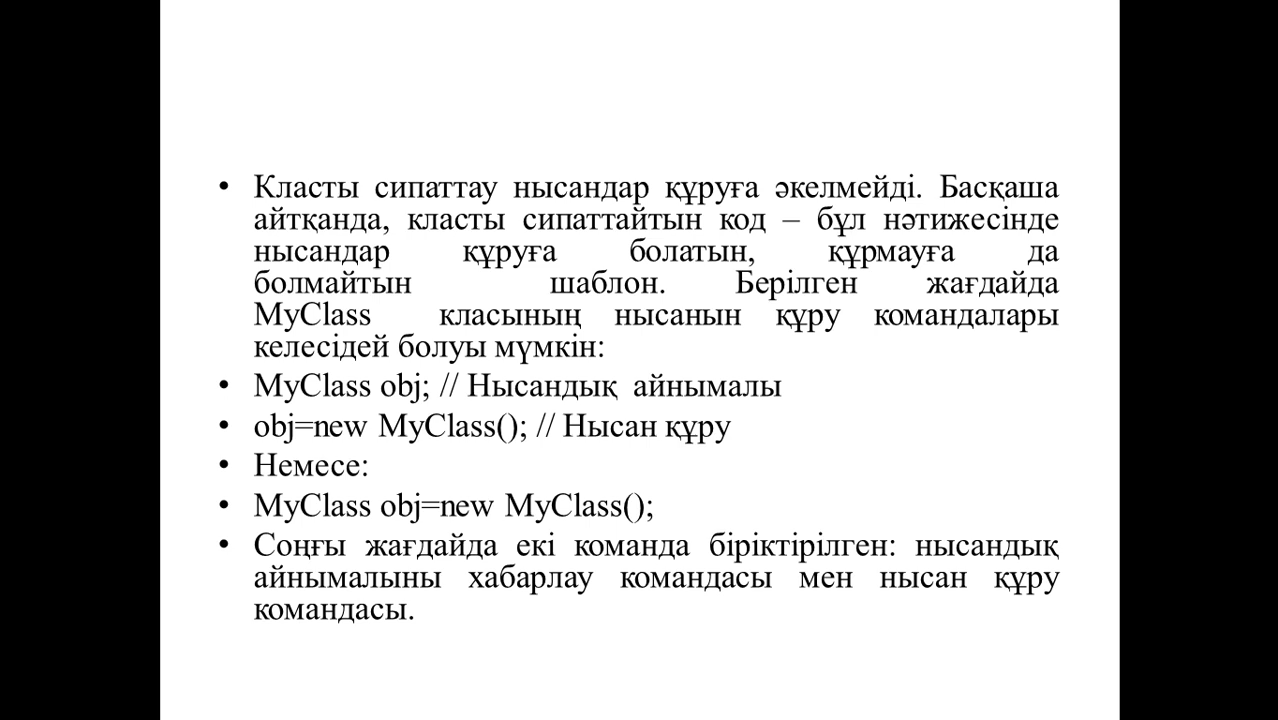 • Класты сипаттау нысандар құруға әкелмейді. Басқаша
айтқанда, класты сипаттайтын код – бұл нәтижесінде
нысандар құруға болатын, құрмауға да
болмайтын шаблон. Берілген жағдайда
MyClass класының нысанын құру командалары
келесідей болуы мүмкін:
• MyClass obj; // Нысандық айнымалы
• obj=new MyClass(); // Нысан құру
• Немесе:
• MyClass obj=new MyClass();
• Соңғы жағдайда екі команда біріктірілген: нысандық
айнымалыны хабарлау командасы мен нысан құру
командасы.